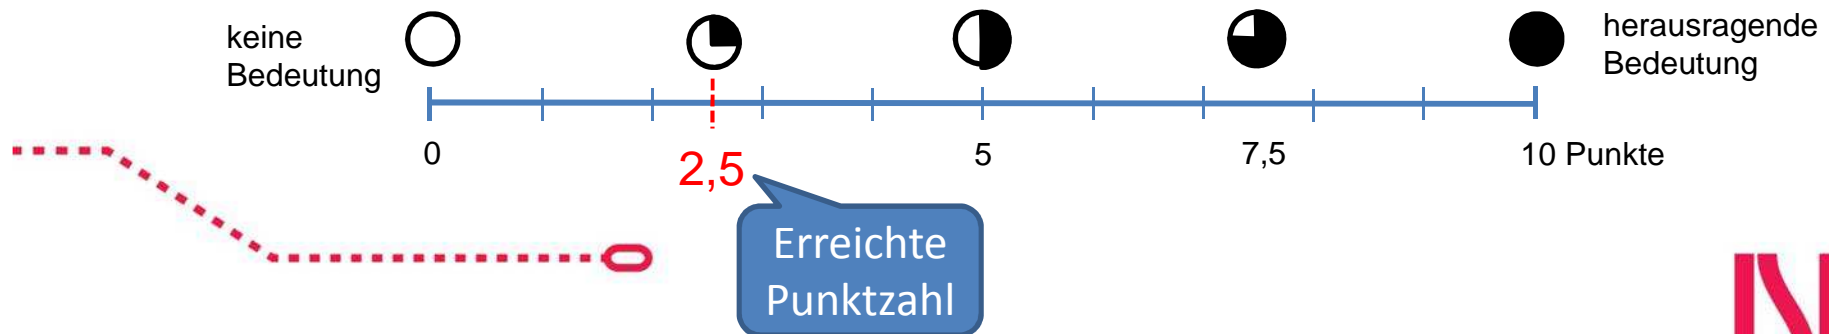 keine
Bedeutung
herausragende
Bedeutung
0
2,5
5
7,5
10 Punkte
Erreichte
Punktzahl